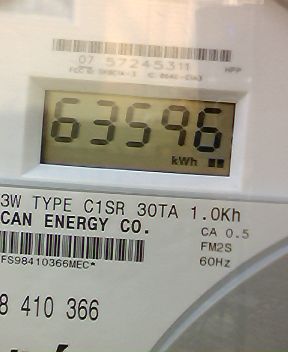 07 57245311
HPP
63596
kWh
3W TYPE C1SR 30TA 1.0Kh
CAN ENERGY CO.
CA 0.5
FM2S
FS98410366MEC*
60Hz
8 410 366